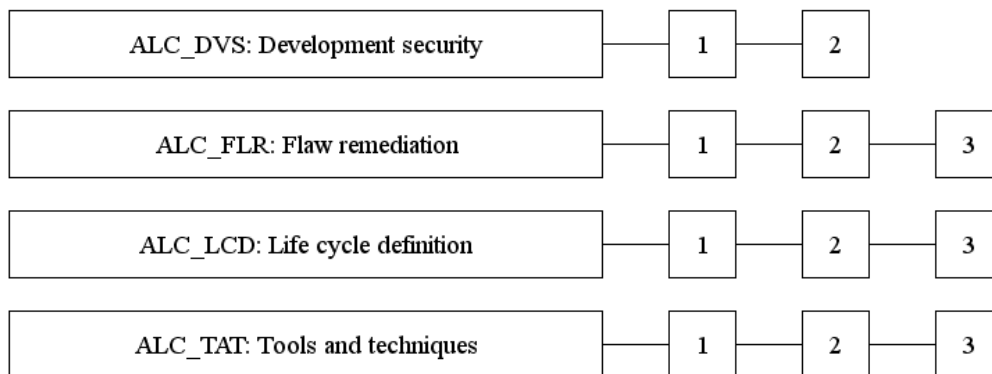 ALC_DVS: Development security 1 2
ALC_FLR: Flaw remediation 1 2 3
ALC_LCD: Life cycle definition 1 2 3
ALC_TAT: Tools and techniques 1 2 3